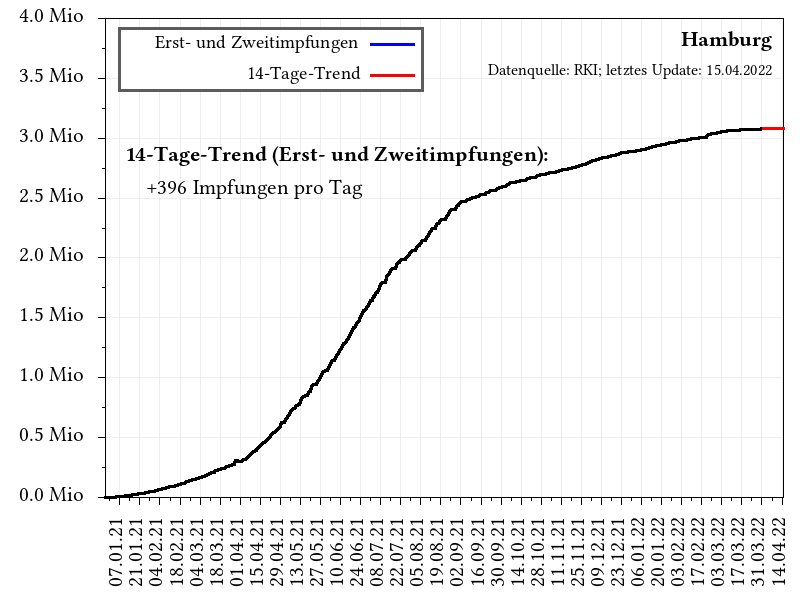 4.0 Mio
3.5 Mio
3.0 Mio
2.5 Mio
2.0 Mio
1.5 Mio
1.0 Mio
0.5 Mio
0.0 Mio
Erst- und Zweitimpfungen
14-Tage-Trend
Hamburg
Datenquelle: RKI; letztes Update: 15.04.2022
14-Tage-Trend (Erst- und Zweitimpfungen):
+396 Impfungen pro Tag
07.01.21
21.01.21
04.02.21
18.02.21
04.03.21
18.03.21
01.04.21
15.04.21
29.04.21
13.05.21
27.05.21
10.06.21
24.06.21
08.07.21
22.07.21
05.08.21
19.08.21
02.09.21
16.09.21
30.09.21
14.10.21
28.10.21
11.11.21
25.11.21
09.12.21
23.12.21
06.01.22
20.01.22
03.02.22
17.02.22
03.03.22
17.03.22
31.03.22
14.04.22